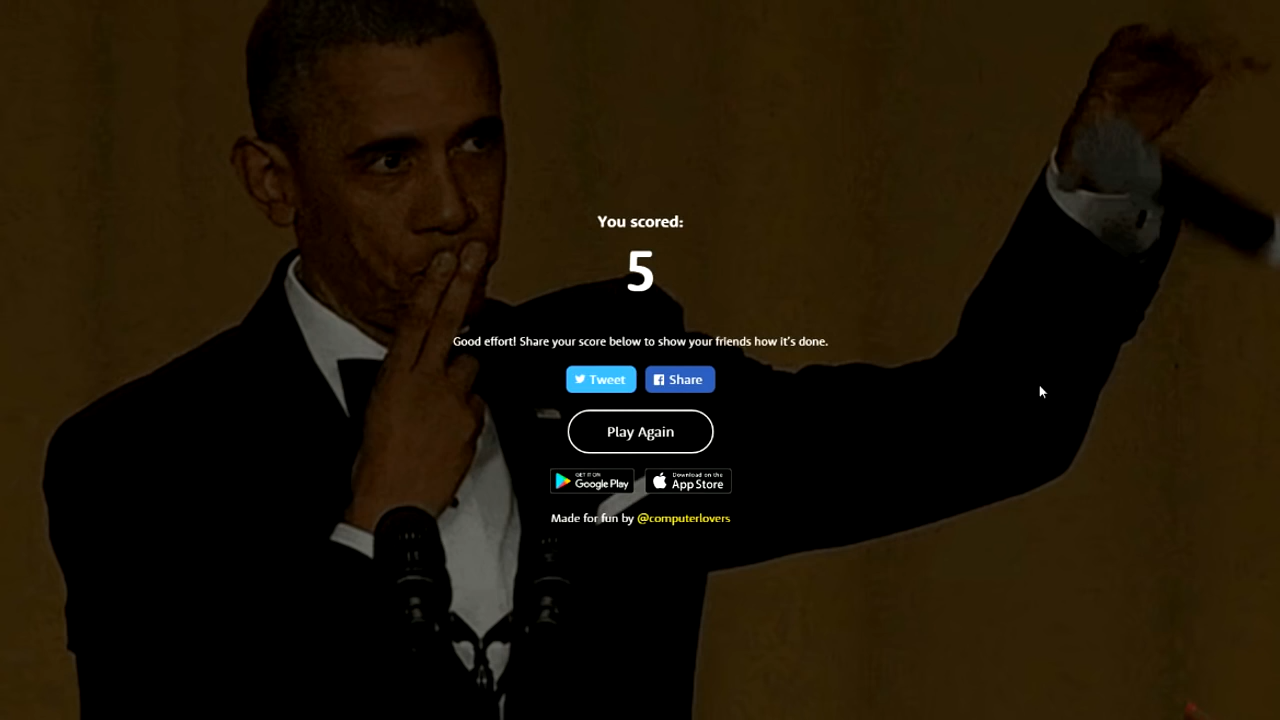 You scored:
5
Good effort! Share your score below to show your friends how it's done.
Tweet
Share
Play Again
GET IT ON
Google Play
Download on the
App Store
Made for fun by @computerlovers